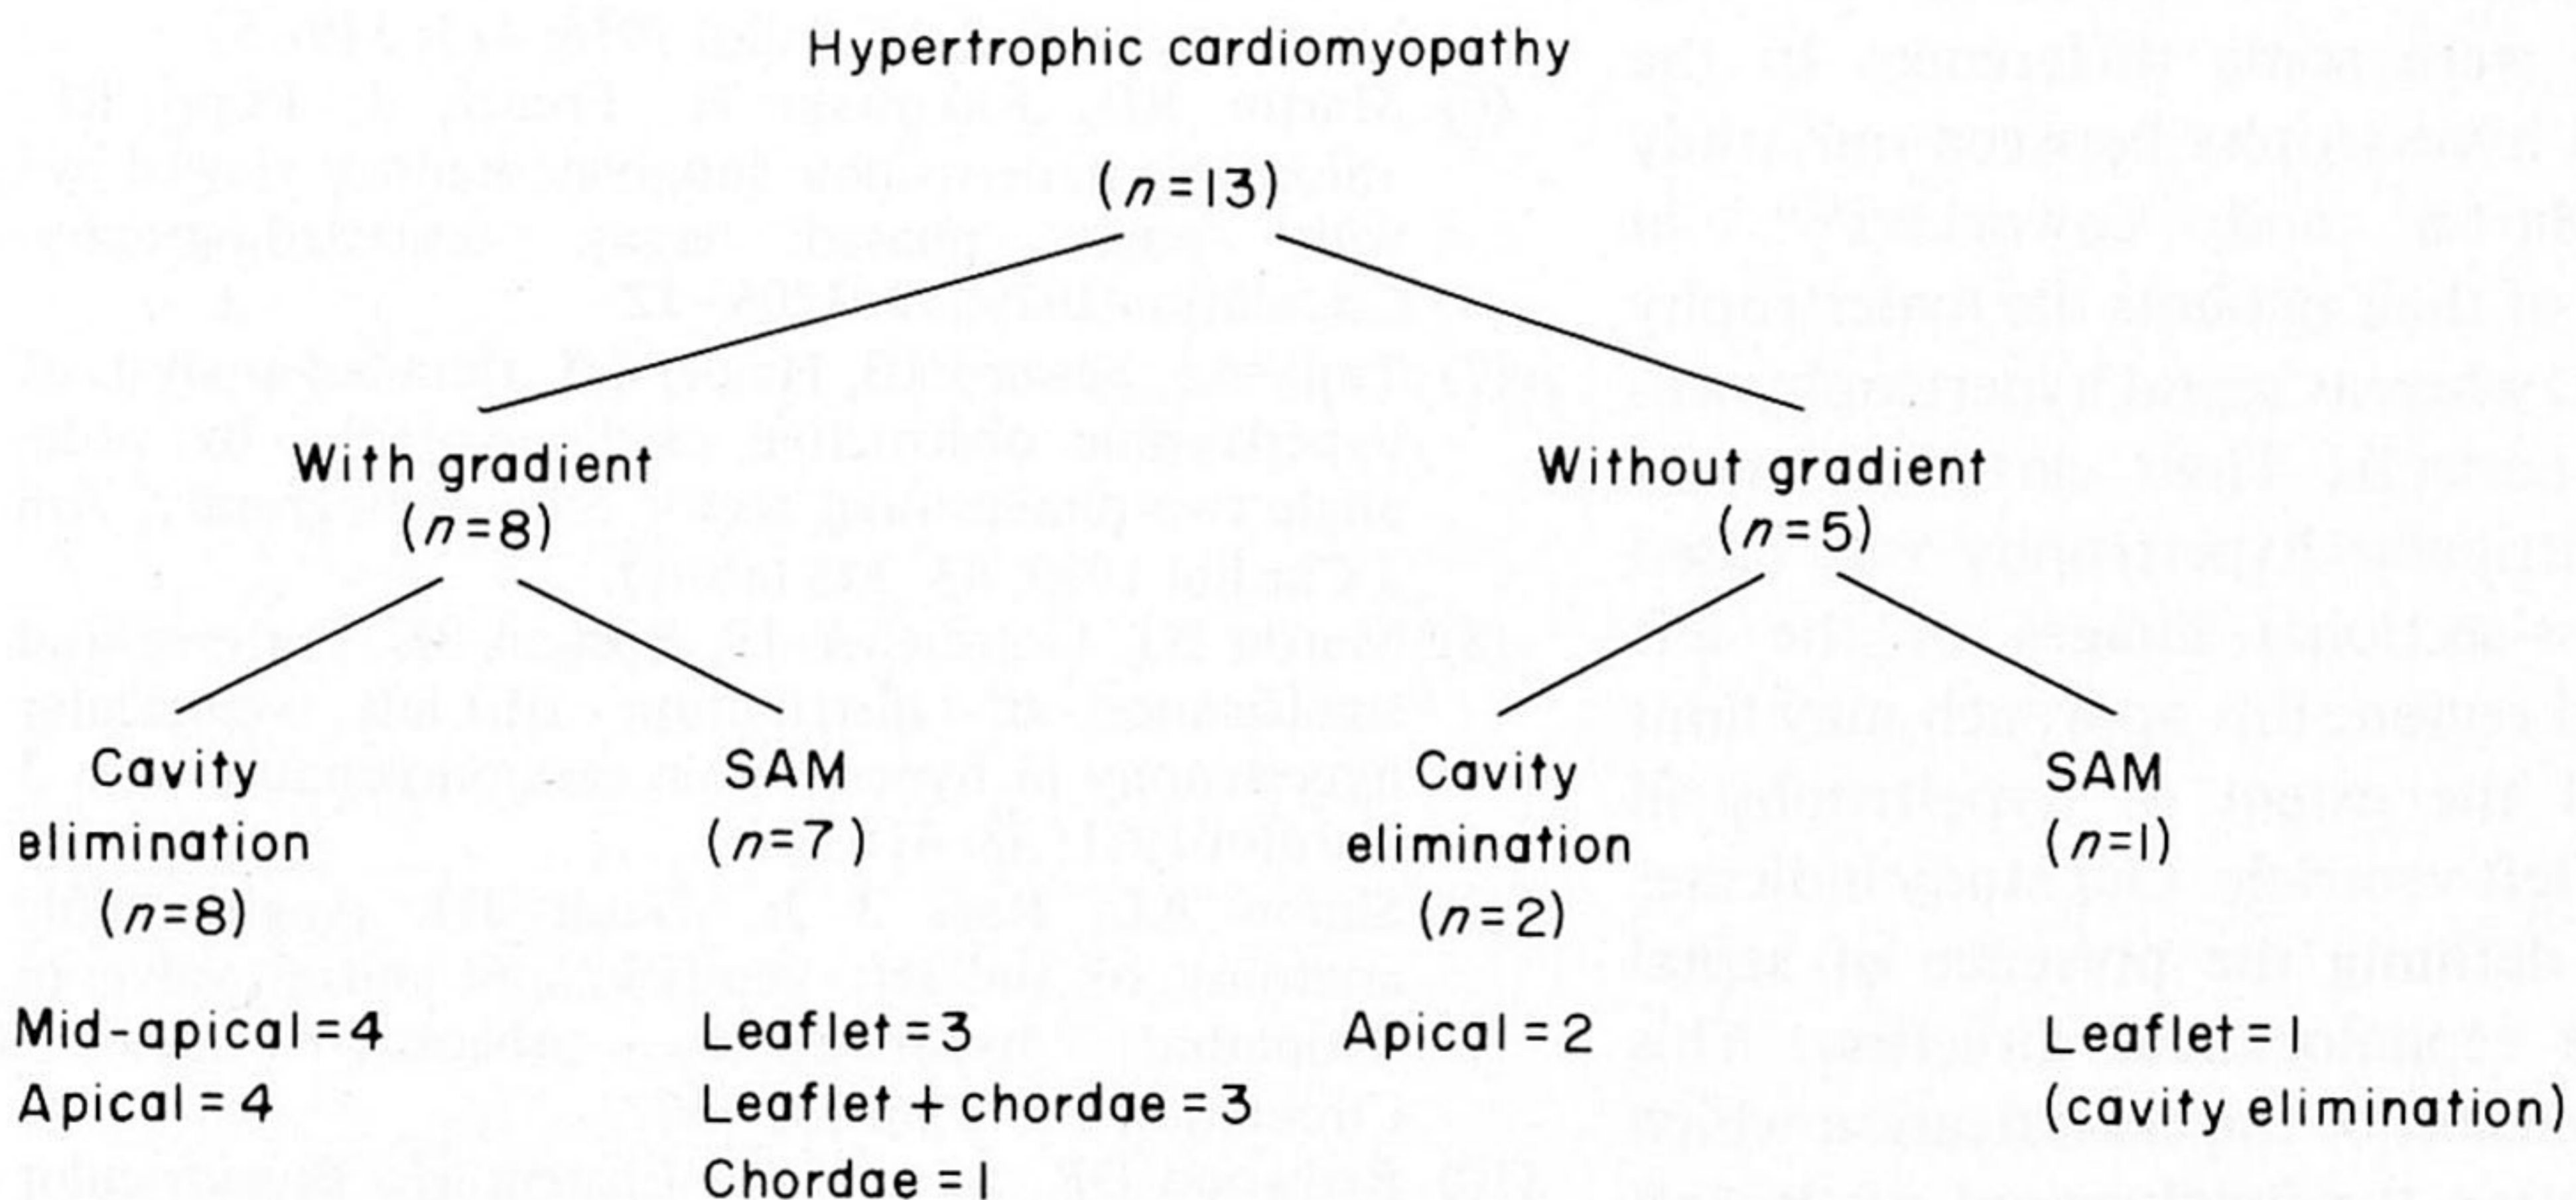 Hypertrophic cardiomyopathy
(n=13)
With gradient
(n=8)
Without gradient
(n=5)
Cavity
elimination
(n=8)
SAM
(n=7)
Cavity
elimination
(n=2)
SAM
(n=1)
Mid-apical=4
Apical=4
Leaflet=3
Leaflet+chordae=3
Chordae=1
Apical=2
Leaflet=1
(cavity elimination)